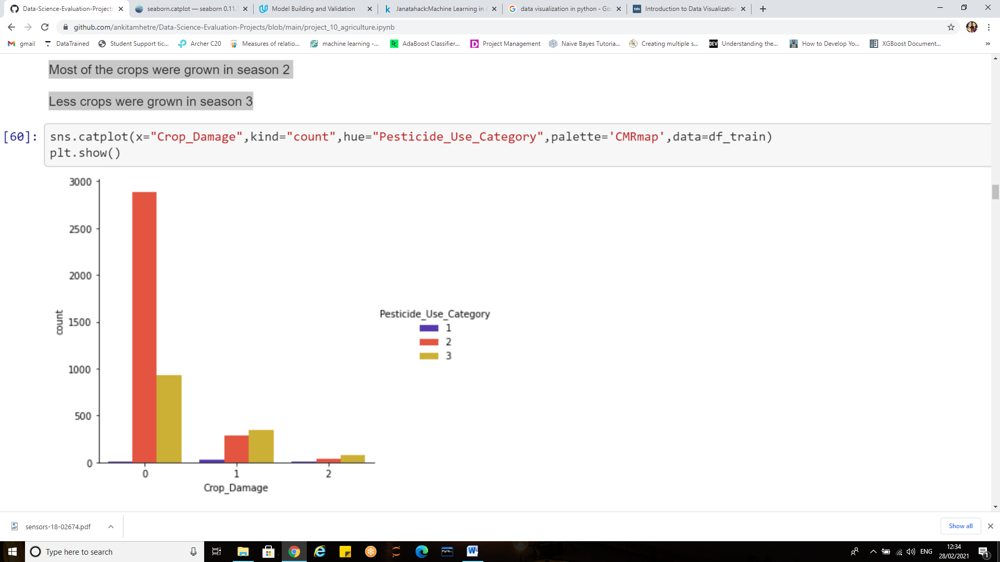 Data-Science-Evaluation-Projects
seaborn.catplot — seaborn 0.11.
Model Building and Validation
Janatahack:Machine Learning in
data visualization in python - Go
Introduction to Data Visualizatio
github.com/ankitamhetre/Data-Science-Evaluation-Projects/blob/main/project_10_agriculture.ipynb
gmail
DataTrained
Student Support tic...
Archer C20
Measures of relatio...
machine learning -...
AdaBoost Classifier...
Project Management
Naive Bayes Tutoria...
Creating multiple s...
DEV
Understanding the...
How to Develop Yo...
XGBoost Document...
»
Most of the crops were grown in season 2
Less crops were grown in season 3
[60]:
sns.catplot(x="Crop_Damage",kind="count",hue="Pesticide_Use_Category",palette='CMRmap',data=df_train)
plt.show()
3000
2500
2000
1500
1000
500
0
count
0
1
2
Crop_Damage
Pesticide_Use_Category
1
2
3
sensors-18-02674.pdf
Show all
Type here to search
ENG
12:34
28/02/2021
1